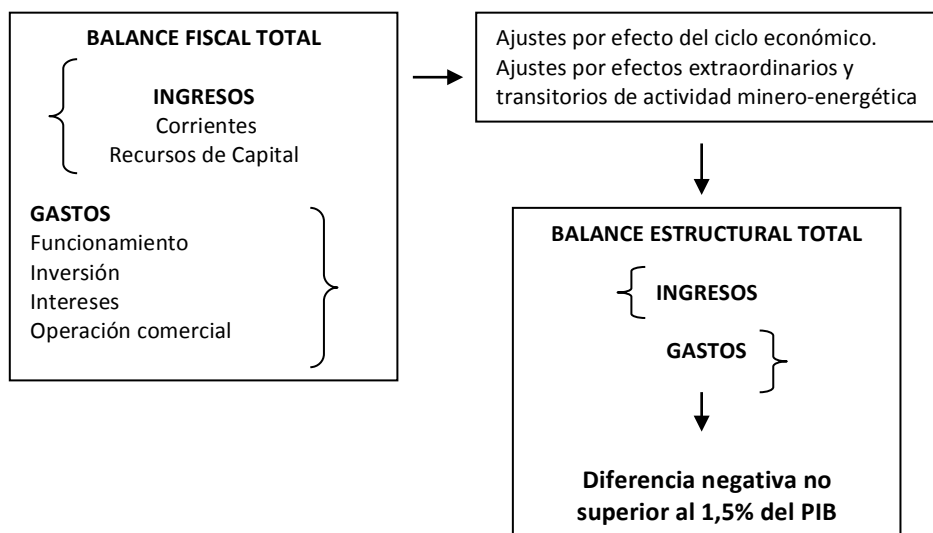 BALANCE FISCAL TOTAL
INGRESOS
Corrientes
Recursos de Capital
GASTOS
Funcionamiento
Inversión
Intereses
Operación comercial
Ajustes por efecto del ciclo económico.
Ajustes por efectos extraordinarios y
transitorios de actividad minero-energética
BALANCE ESTRUCTURAL TOTAL
INGRESOS
GASTOS
Diferencia negativa no
superior al 1,5% del PIB